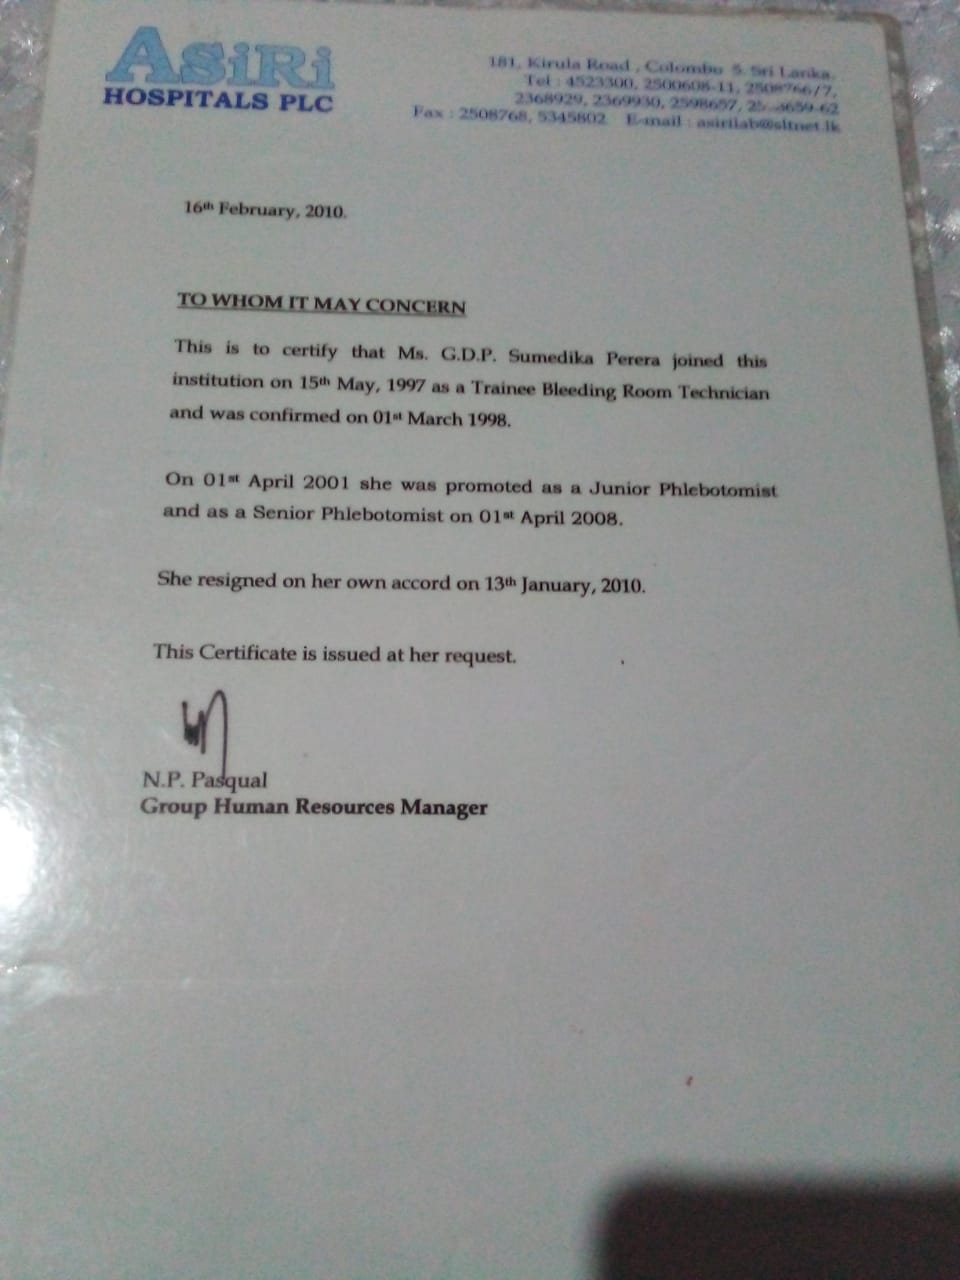 ASiRi
HOSPITALS PLC
181, Kirula Road , Colombo 5. Sri Lanka.
Tel : 4523300, 2500608-11, 2508766/7,
2368929, 2369930, 2598657,
Fax : 2508768, 5345802 E-mail : asirilab@sltnet.lk
16th February, 2010.
TO WHOM IT MAY CONCERN
This is to certify that Ms. G.D.P. Sumedika Perera joined this
institution on 15th May, 1997 as a Trainee Bleeding Room Technician
and was confirmed on 01st March 1998.
On 01st April 2001 she was promoted as a Junior Phlebotomist
and as a Senior Phlebotomist on 01st April 2008.
She resigned on her own accord on 13th January, 2010.
This Certificate is issued at her request.
N.P. Pasqual
Group Human Resources Manager